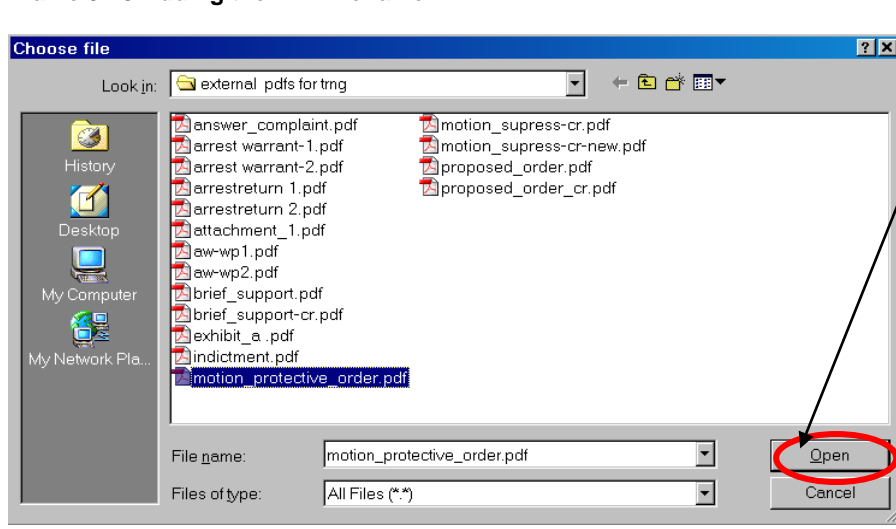 Choose file
Look in:
external pdfs for trng
History
Desktop
My Computer
My Network Pla...
answer_complaint.pdf
arrest warrant-1.pdf
arrest warrant-2.pdf
arrestreturn 1.pdf
arrestreturn 2.pdf
attachment_1.pdf
aw-wp1.pdf
aw-wp2.pdf
brief_support.pdf
brief_support-cr.pdf
exhibit_a .pdf
indictment.pdf
motion_protective_order.pdf
motion_supress-cr.pdf
motion_supress-cr-new.pdf
proposed_order.pdf
proposed_order_cr.pdf
File name:
motion_protective_order.pdf
Open
Files of type:
All Files (*.*)
Cancel